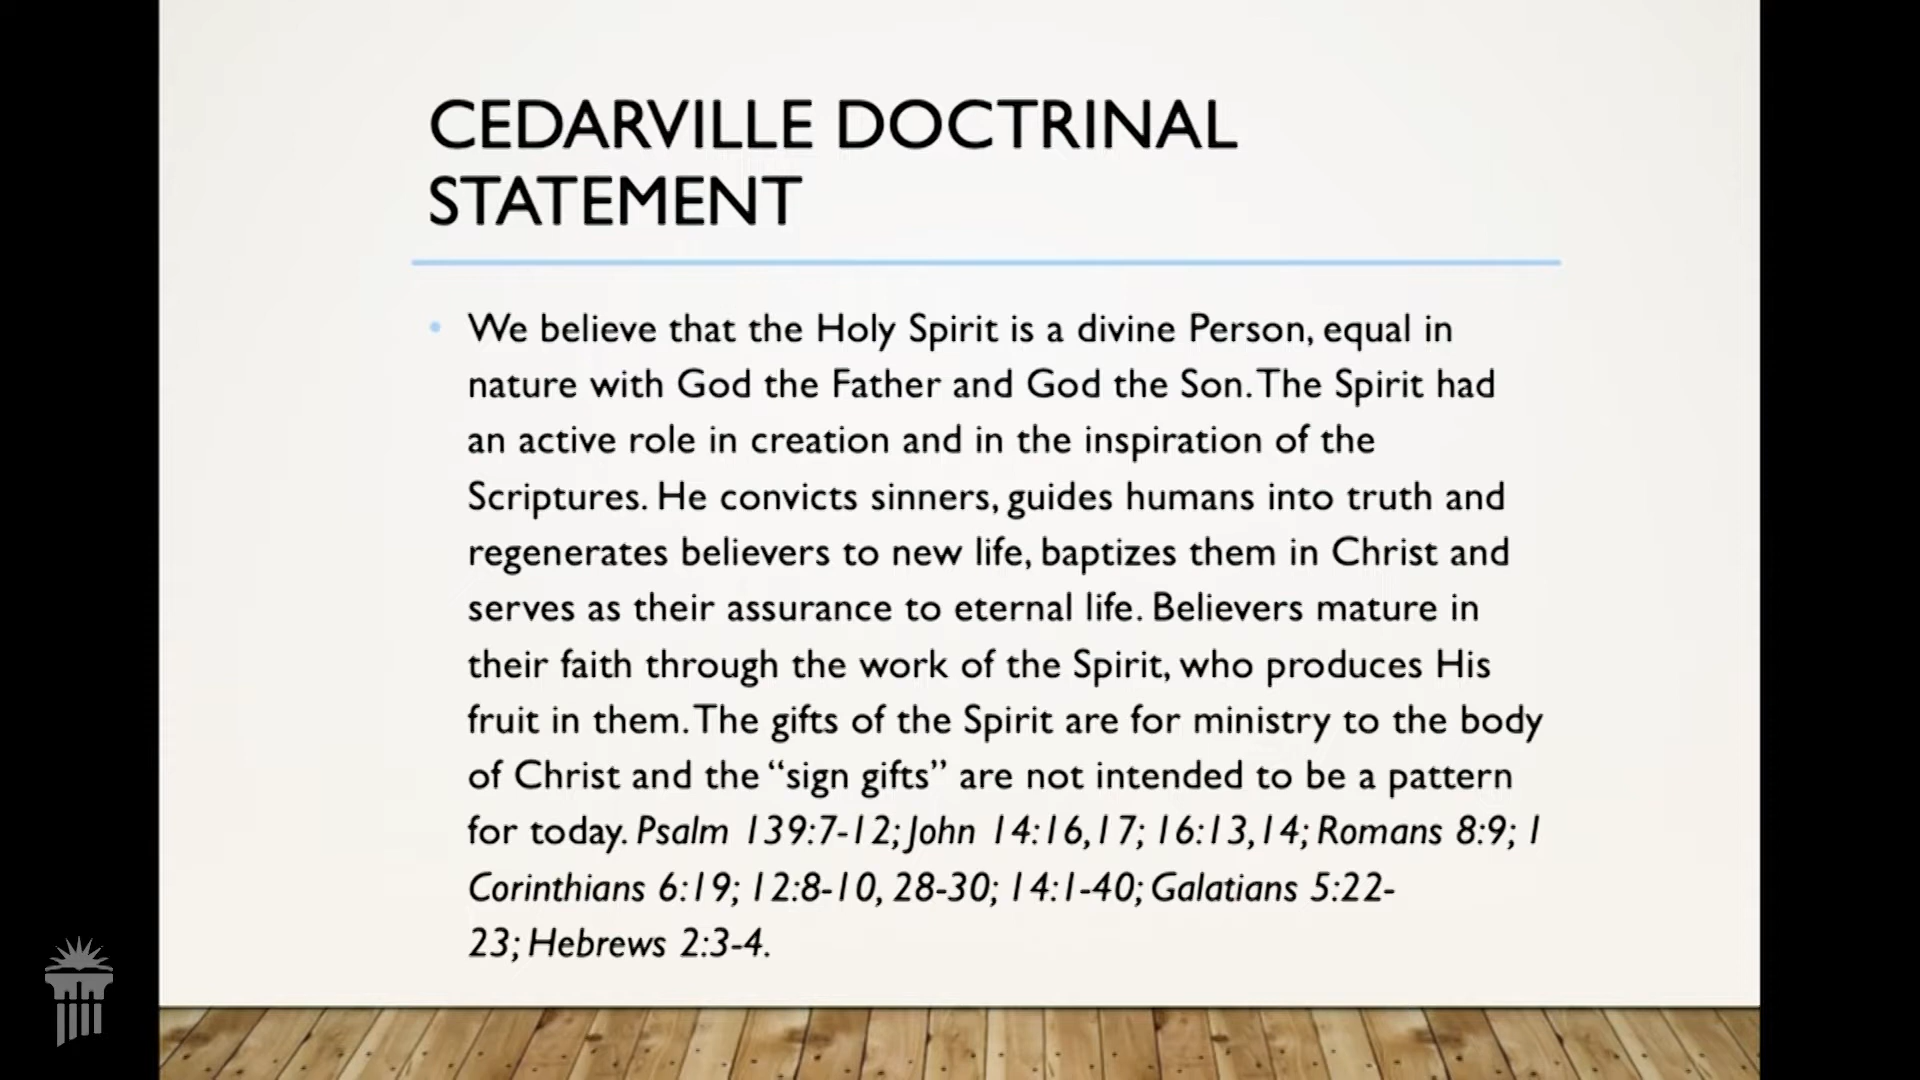 CEDARVILLE DOCTRINAL
STATEMENT
• We believe that the Holy Spirit is a divine Person, equal in
nature with God the Father and God the Son. The Spirit had
an active role in creation and in the inspiration of the
Scriptures. He convicts sinners, guides humans into truth and
regenerates believers to new life, baptizes them in Christ and
serves as their assurance to eternal life. Believers mature in
their faith through the work of the Spirit, who produces His
fruit in them. The gifts of the Spirit are for ministry to the body
of Christ and the “sign gifts” are not intended to be a pattern
for today. Psalm 139:7-12; John 14:16,17; 16:13,14; Romans 8:9; 1
Corinthians 6:19; 12:8-10, 28-30; 14:1-40; Galatians 5:22-
23; Hebrews 2:3-4.